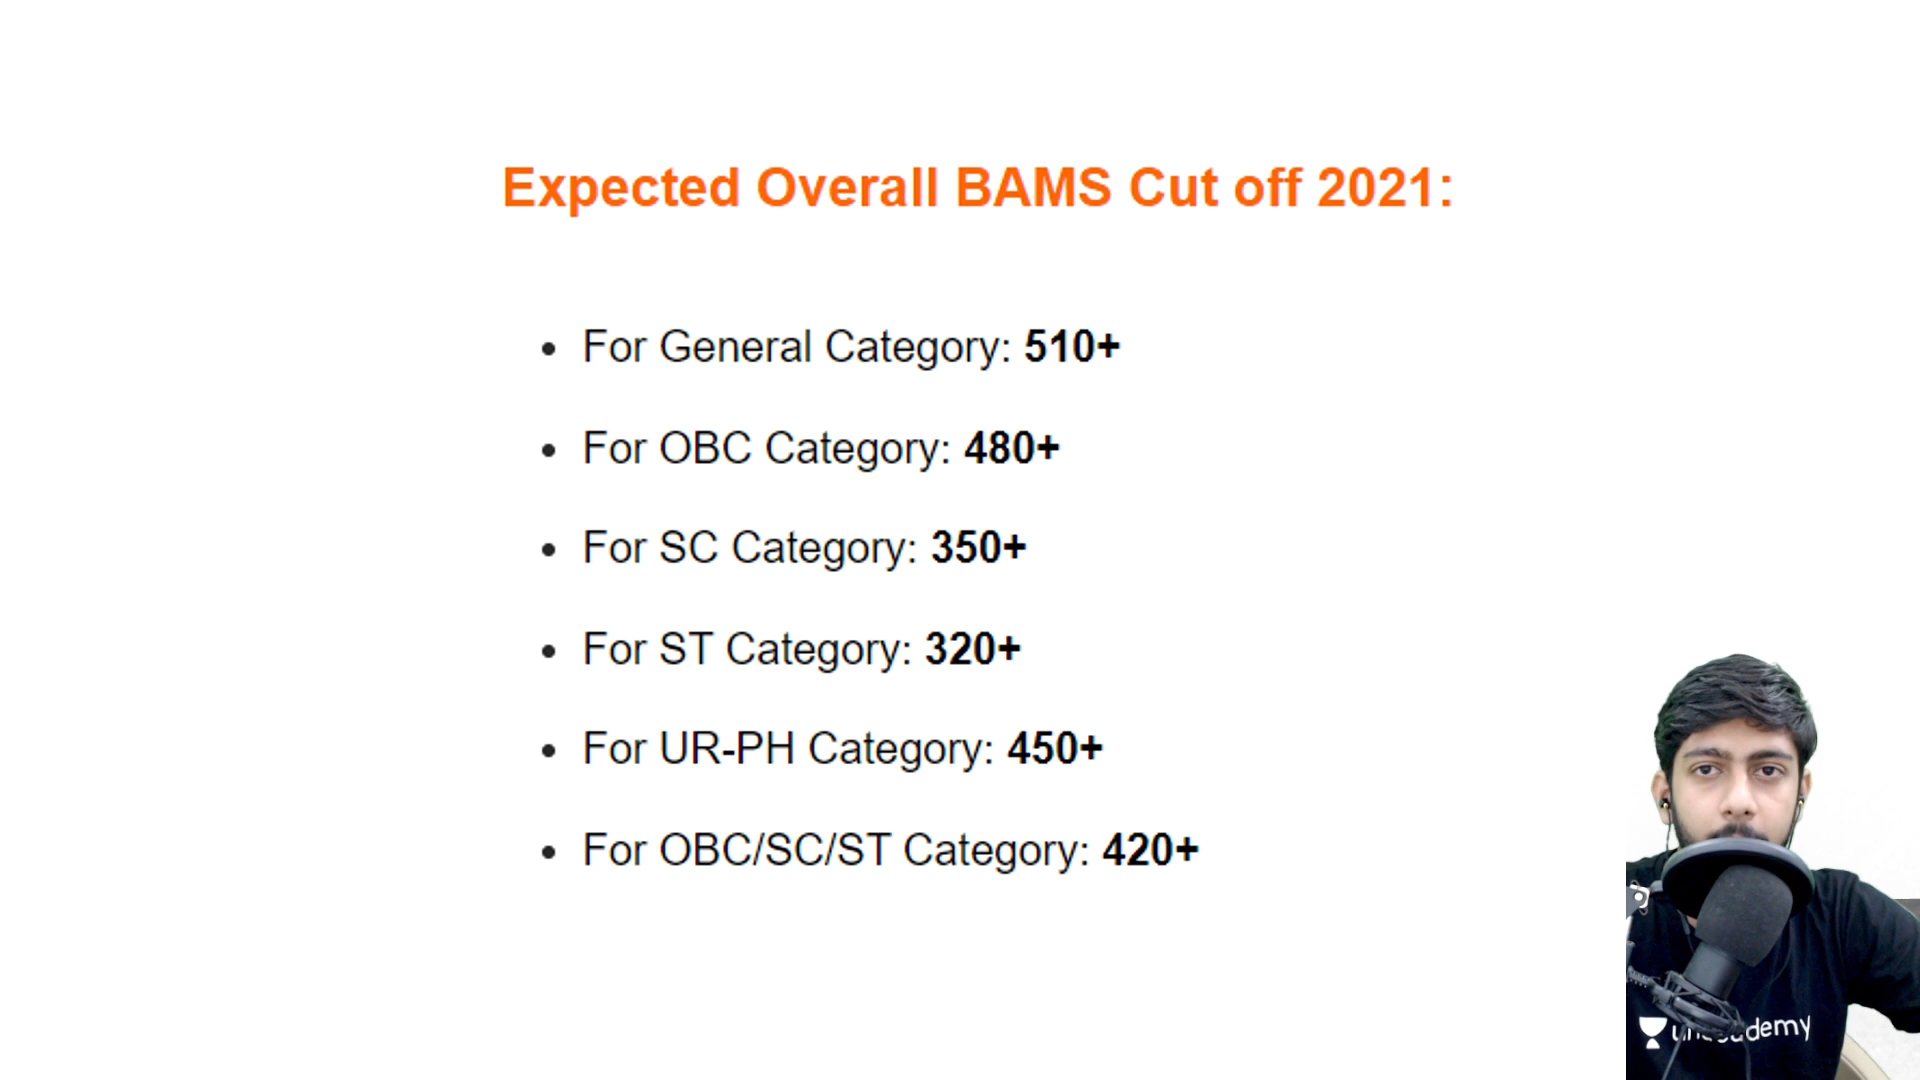 Expected Overall BAMS Cut off 2021:
• For General Category: 510+
• For OBC Category: 480+
• For SC Category: 350+
• For ST Category: 320+
• For UR-PH Category: 450+
• For OBC/SC/ST Category: 420+
unacademy